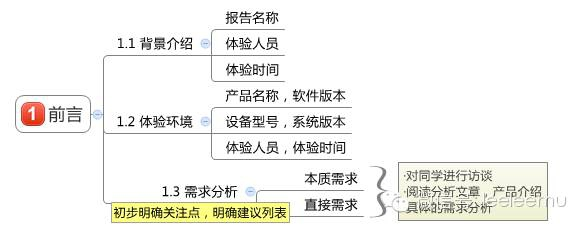 报告名称
1.1 背景介绍
体验人员
体验时间
1 前言
产品名称，软件版本
1.2 体验环境
设备型号，系统版本
体验人员，体验时间
1.3 需求分析
本质需求
直接需求
初步明确关注点，明确建议列表
·对同学进行访谈
·阅读分析文章，产品介绍
具体的需求分析
leeleemu